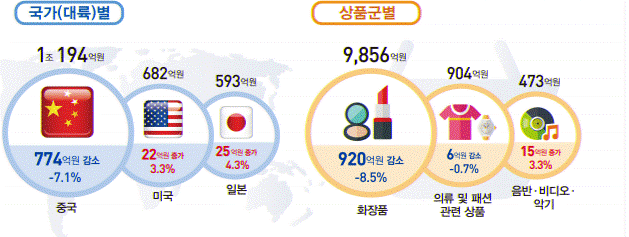 국가(대륙)별
1조 194억원
774억원 감소
-7.1%
중국
682억원
22억원 증가
3.3%
미국
593억원
25억원 증가
4.3%
일본
상품군별
9,856억원
920억원 감소
-8.5%
화장품
904억원
6억원 감소
-0.7%
의류 및 패션
관련 상품
473억원
15억원 증가
3.3%
음반·비디오·
악기